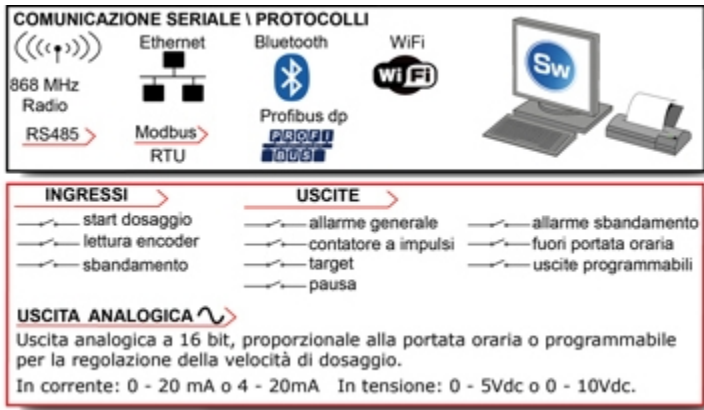 COMUNICAZIONE SERIALE \ PROTOCOLLI
Ethernet
Bluetooth
WiFi
Wi Fi
Sw
868 MHz
Radio
Profibus dp
RS485
Modbus
RTU
PROFI
BUS
INGRESSI
USCITE
start dosaggio
allarme generale
allarme sbandamento
lettura encoder
contatore a impulsi
fuori portata oraria
sbandamento
target
uscite programmabili
pausa
USCITA ANALOGICA
Uscita analogica a 16 bit, proporzionale alla portata oraria o programmabile
per la regolazione della velocità di dosaggio.
In corrente: 0 - 20 mA o 4 - 20mA In tensione: 0 - 5Vdc o 0 - 10Vdc.